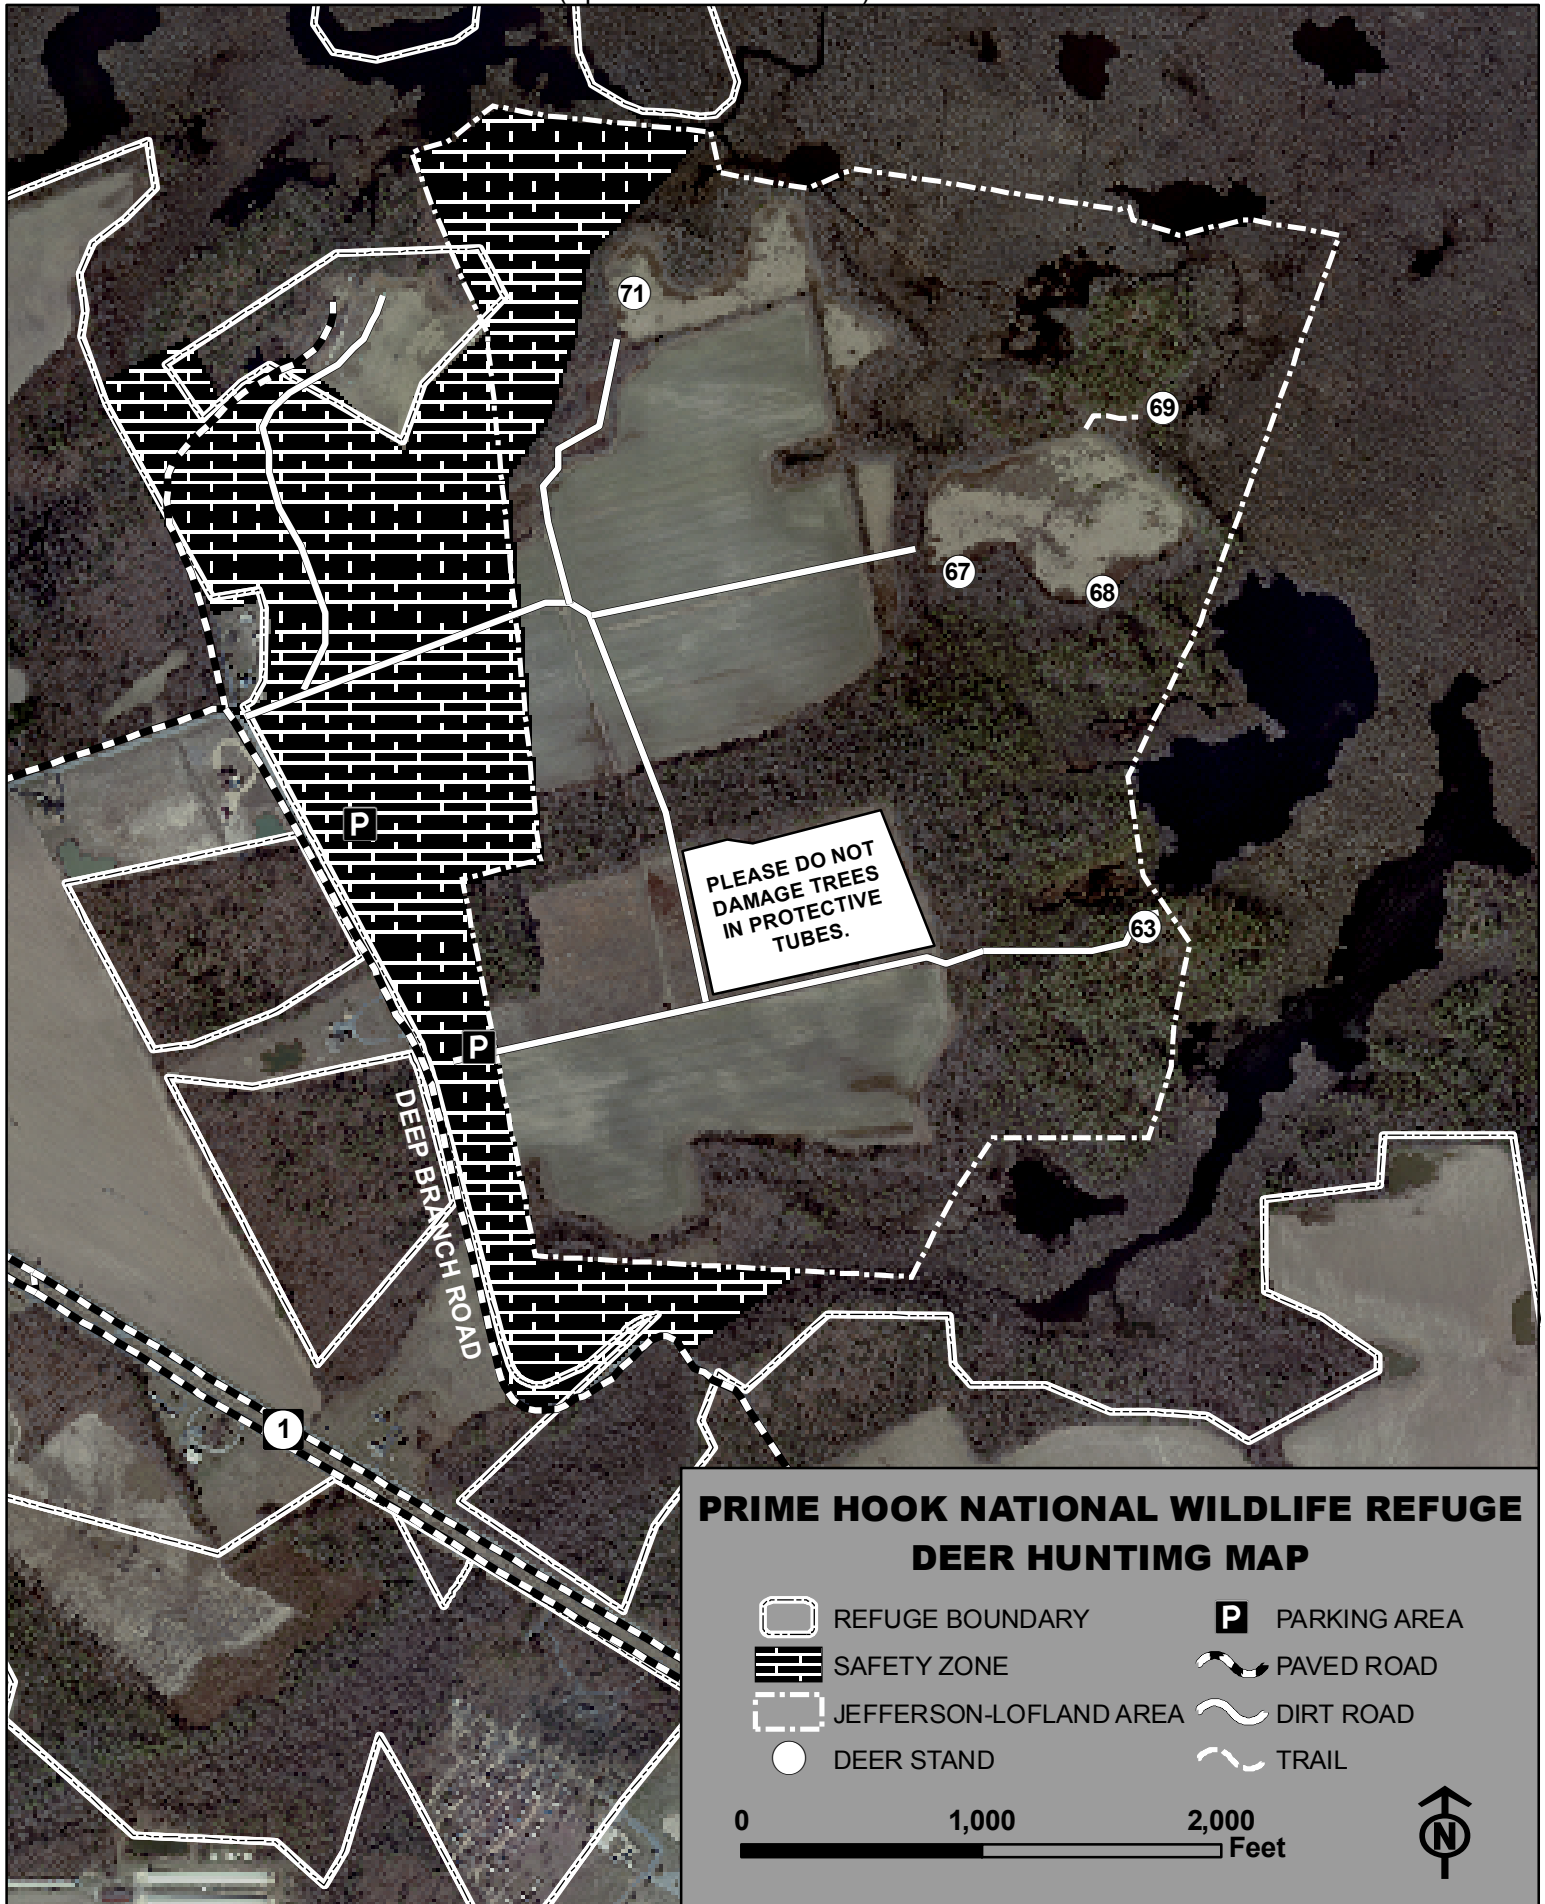 71
69
67
68
P
PLEASE DO NOT
DAMAGE TREES
IN PROTECTIVE
TUBES.
63
P
DEEP BRANCH ROAD
1
PRIME HOOK NATIONAL WILDLIFE REFUGE
DEER HUNTIMG MAP
REFUGE BOUNDARY
SAFETY ZONE
JEFFERSON-LOFLAND AREA
DEER STAND
P PARKING AREA
PAVED ROAD
DIRT ROAD
TRAIL
0 1,000 2,000
Feet
N